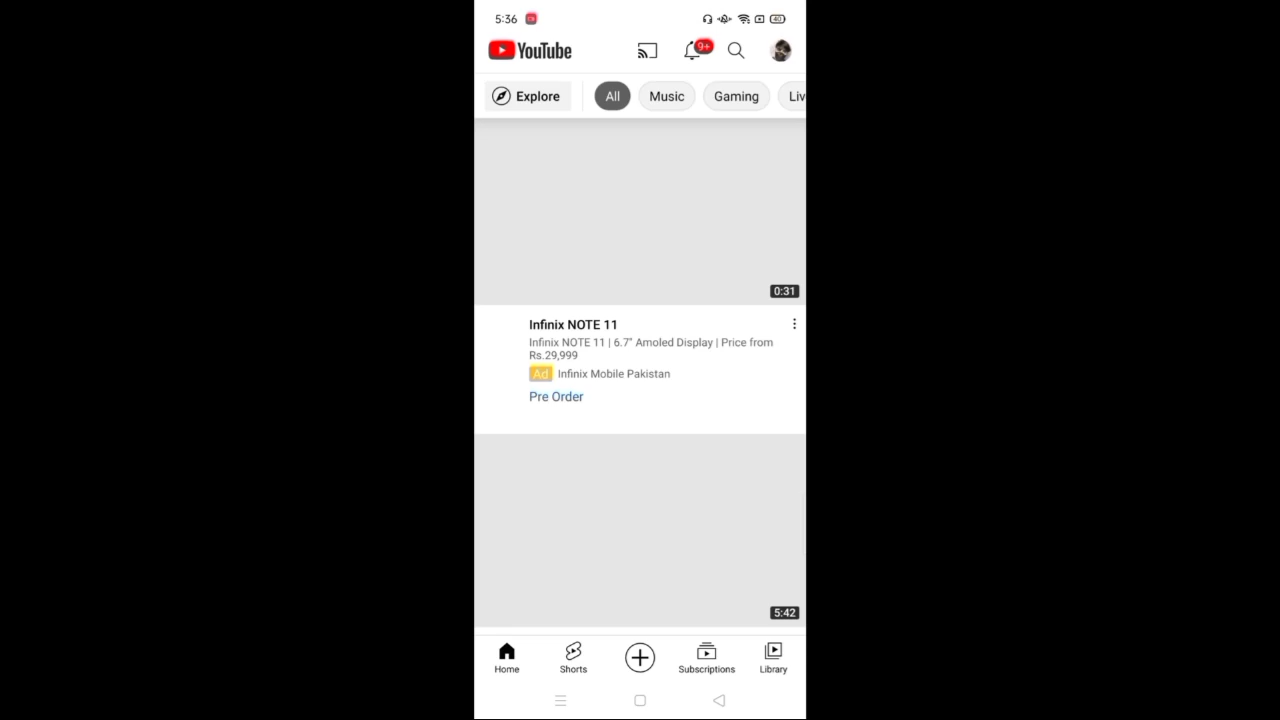 5:36
40
YouTube
9+
Explore
All
Music
Gaming
Liv
0:31
Infinix NOTE 11
Infinix NOTE 11 | 6.7" Amoled Display | Price from
Rs.29,999
Ad Infinix Mobile Pakistan
Pre Order
5:42
Home
Shorts
Subscriptions
Library